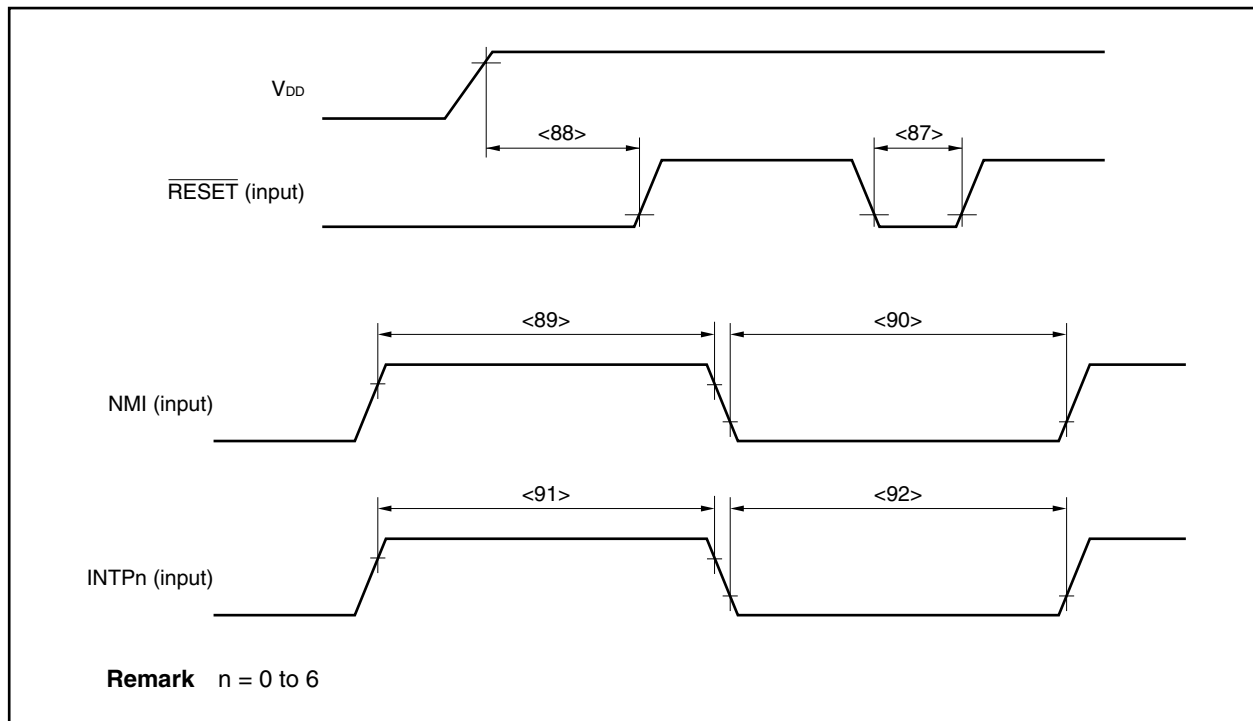 VDD
<88>
<87>
RESET (input)
<89>
<90>
NMI (input)
<91>
<92>
INTPn (input)
Remark n = 0 to 6